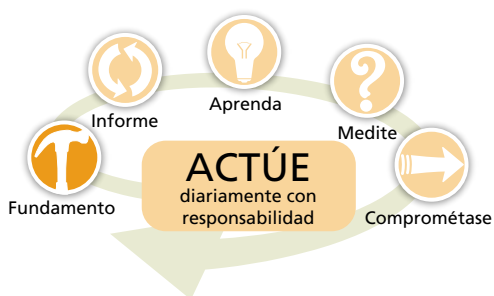 Aprenda
Informe
Medite
Fundamento
Comprométase
ACTÚE
diariamente con
responsabilidad